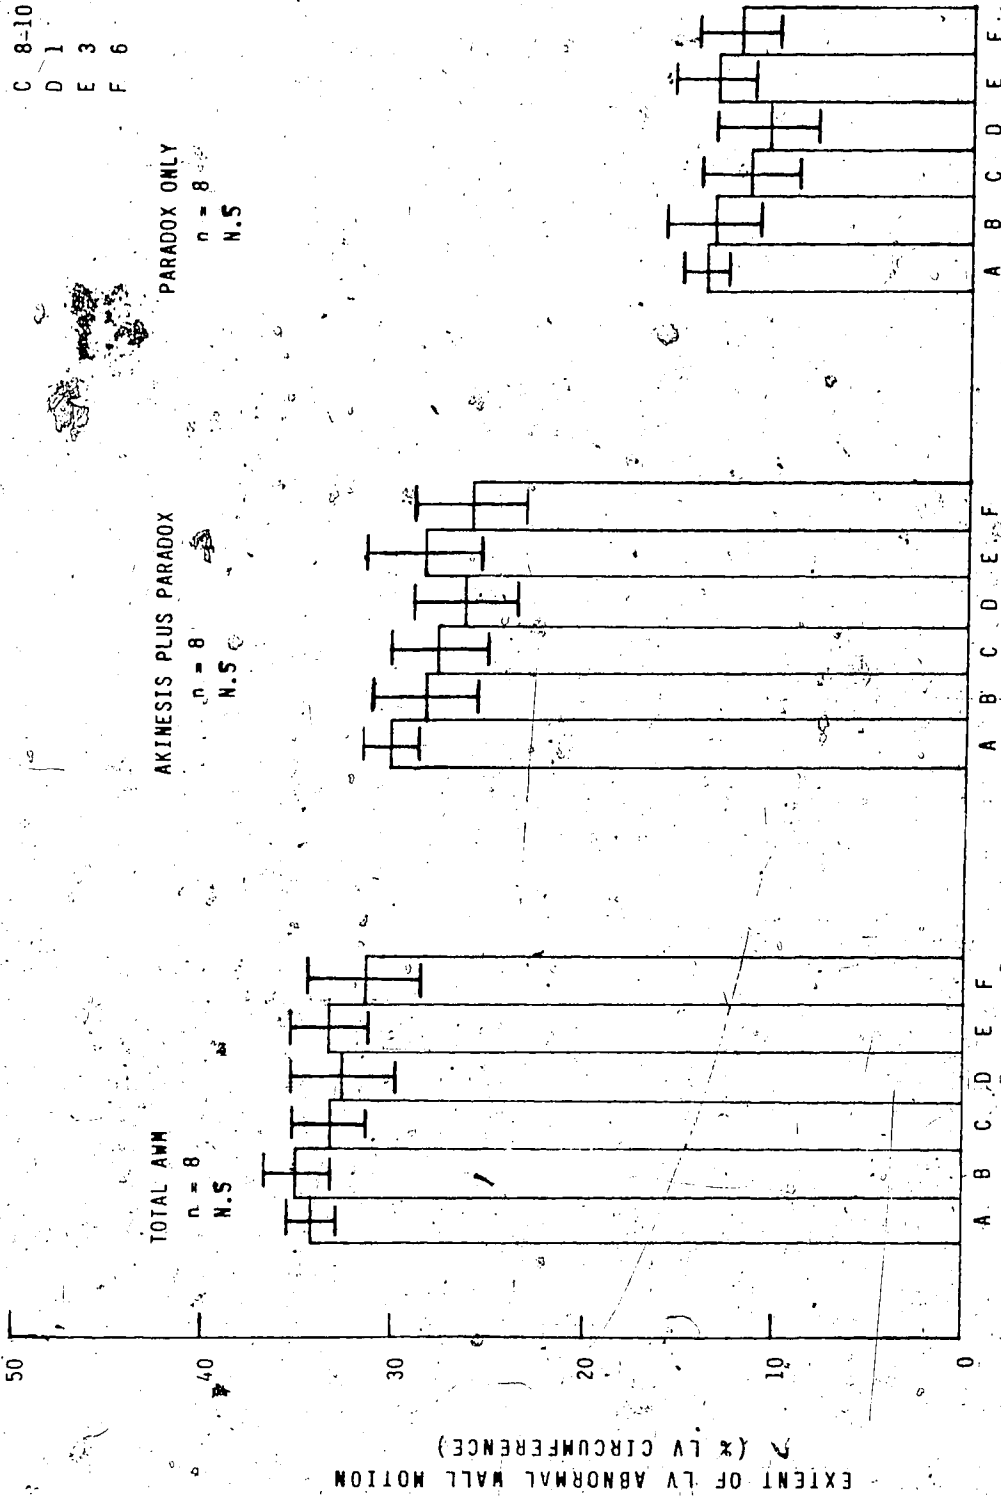 C 8-10
D 1
E 3
F 6
TOTAL AWM
n = 8
N.S
AKINESIS PLUS PARADOX
n = 8
N.S
PARADOX ONLY
n = 8
N.S
EXTENT OF LV ABNORMAL WALL MOTION
(% LV CIRCUMFERENCE)
50
40
30
20
10
0
A B C D E F
A B C D E F
A B C D E F